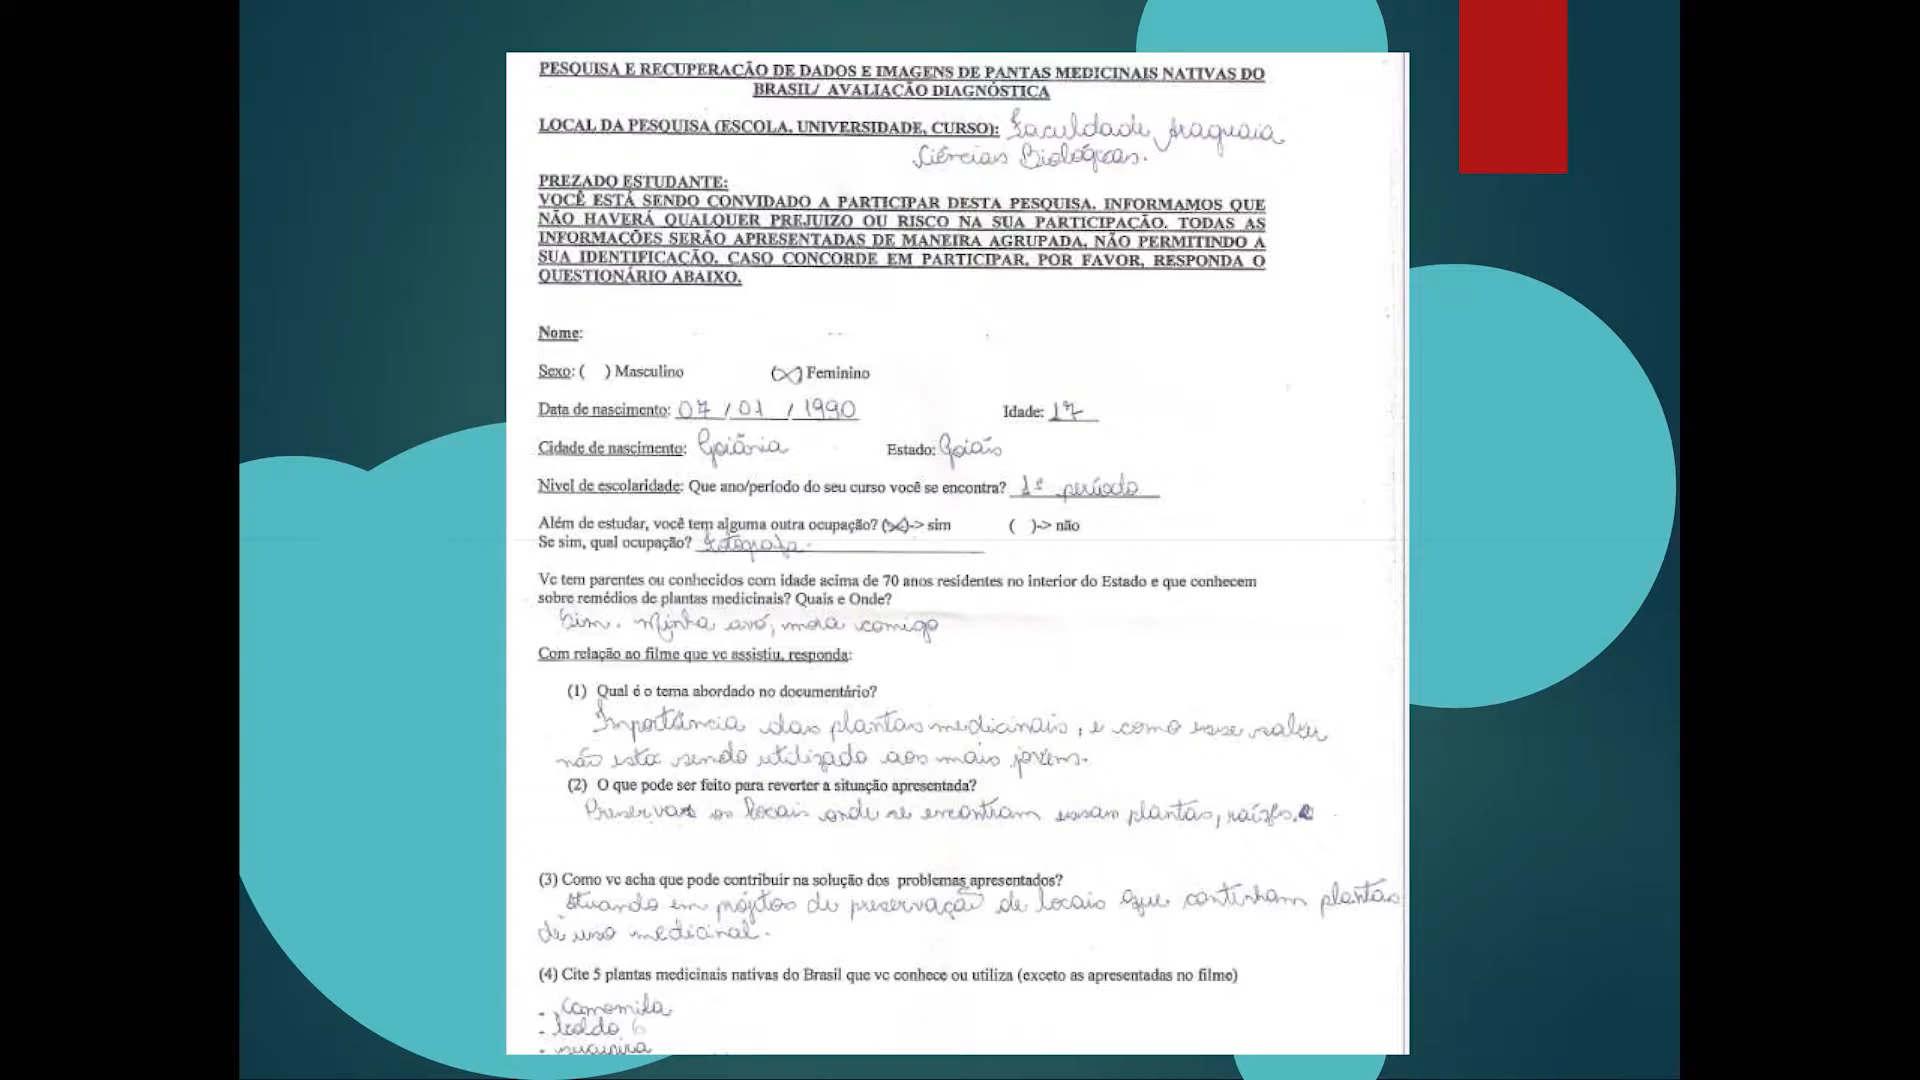 PESQUISA E RECUPERAÇÃO DE DADOS E IMAGENS DE PANTAS MEDICINAIS NATIVAS DO
BRASIL/ AVALIAÇÃO DIAGNÓSTICA
LOCAL DA PESQUISA (ESCOLA, UNIVERSIDADE, CURSO): Faculdade Araguaia
Ciências Biológicas.
PREZADO ESTUDANTE:
VOCÊ ESTÁ SENDO CONVIDADO A PARTICIPAR DESTA PESQUISA. INFORMAMOS QUE
NÃO HAVERÁ QUALQUER PREJUIZO OU RISCO NA SUA PARTICIPAÇÃO. TODAS AS
INFORMAÇÕES SERÃO APRESENTADAS DE MANEIRA AGRUPADA, NÃO PERMITINDO A
SUA IDENTIFICAÇÃO. CASO CONCORDE EM PARTICIPAR, POR FAVOR, RESPONDA O
QUESTIONÁRIO ABAIXO.
Nome:
Sexo: ( ) Masculino (X) Feminino
Data de nascimento: 07 / 01 / 1990 Idade: 17
Cidade de nascimento: Goiânia Estado: Goiás
Nivel de escolaridade: Que ano/período do seu curso você se encontra? 1º período
Além de estudar, você tem alguma outra ocupação? (X)-> sim ( )-> não
Se sim, qual ocupação? Fotógrafa.
Vc tem parentes ou conhecidos com idade acima de 70 anos residentes no interior do Estado e que conhecem
sobre remédios de plantas medicinais? Quais e Onde?
Sim. Minha avó, mora comigo
Com relação ao filme que vc assistiu, responda:
(1) Qual é o tema abordado no documentário?
Importância das plantas medicinais, e como esse saber
não esta sendo utilizado aos mais jovens.
(2) O que pode ser feito para reverter a situação apresentada?
Preservar os locais onde se encontram essas plantas,
(3) Como vc acha que pode contribuir na solução dos problemas apresentados?
Atuando em projetos de preservação de locais que contenham plantas
de uso medicinal.
(4) Cite 5 plantas medicinais nativas do Brasil que vc conhece ou utiliza (exceto as apresentadas no filme)
- Camomila
- boldo
- sucupira